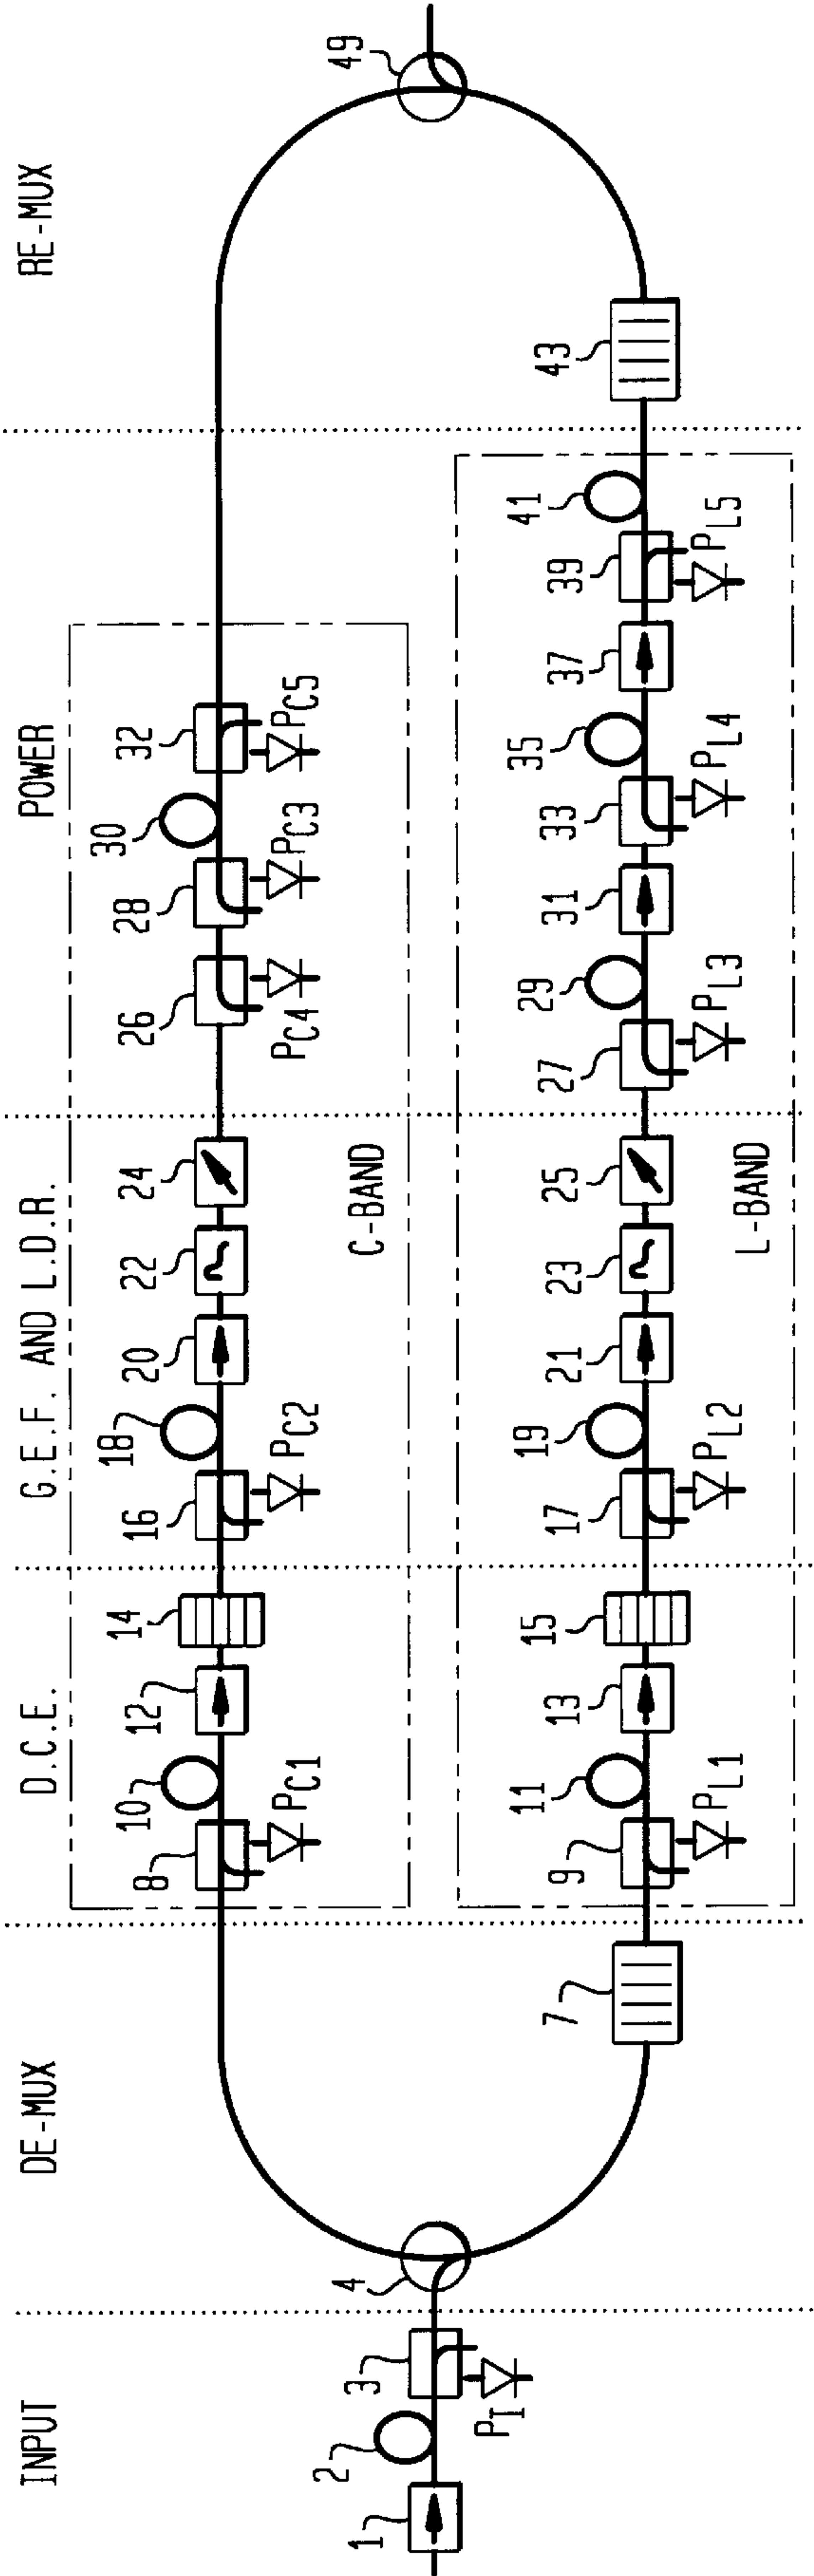 INPUT
DE-MUX
D.C.E.
G.E.F. AND L.D.R.
POWER
RE-MUX
1
2
3
P_I
4
7
8
10
P_C1
12
14
16
18
P_C2
20
22
24
C-BAND
26
P_C4
28
P_C3
30
32
P_C5
9
11
P_L1
13
15
17
19
P_L2
21
23
25
L-BAND
27
29
P_L3
31
33
35
P_L4
37
39
41
P_L5
43
49